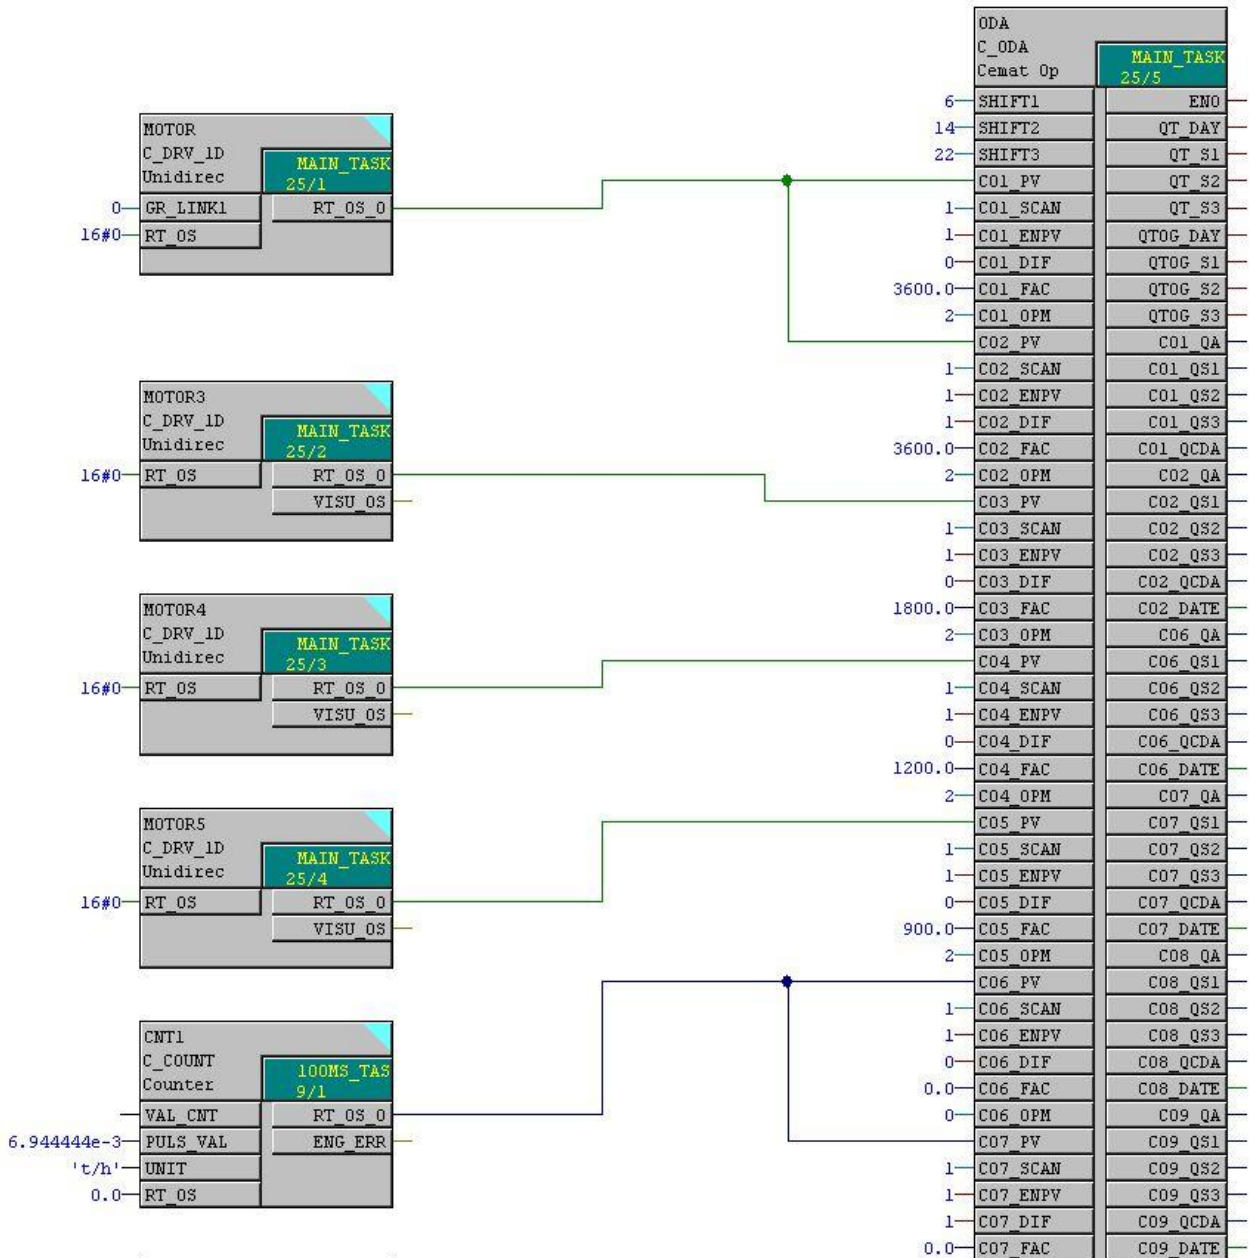 MOTOR
C_DRV_1D
Unidirec
MAIN_TASK
25/1
0 GR_LINK1 RT_OS_0
16#0 RT_OS
MOTOR3
C_DRV_1D
Unidirec
MAIN_TASK
25/2
16#0 RT_OS RT_OS_0
VISU_OS
MOTOR4
C_DRV_1D
Unidirec
MAIN_TASK
25/3
16#0 RT_OS RT_OS_0
VISU_OS
MOTOR5
C_DRV_1D
Unidirec
MAIN_TASK
25/4
16#0 RT_OS RT_OS_0
VISU_OS
CNT1
C_COUNT
Counter
100MS_TAS
9/1
VAL_CNT RT_OS_0
6.944444e-3 PULS_VAL ENG_ERR
't/h' UNIT
0.0 RT_OS
ODA
C_ODA
Cemat Op
MAIN_TASK
25/5
6 SHIFT1 ENO
14 SHIFT2 QT_DAY
22 SHIFT3 QT_S1
C01_PV QT_S2
1 C01_SCAN QT_S3
1 C01_ENPV QTOG_DAY
0 C01_DIF QTOG_S1
3600.0 C01_FAC QTOG_S2
2 C01_OPM QTOG_S3
C02_PV C01_QA
1 C02_SCAN C01_QS1
1 C02_ENPV C01_QS2
1 C02_DIF C01_QS3
3600.0 C02_FAC C01_QCDA
2 C02_OPM C02_QA
C03_PV C02_QS1
1 C03_SCAN C02_QS2
1 C03_ENPV C02_QS3
0 C03_DIF C02_QCDA
1800.0 C03_FAC C02_DATE
2 C03_OPM C06_QA
C04_PV C06_QS1
1 C04_SCAN C06_QS2
1 C04_ENPV C06_QS3
0 C04_DIF C06_QCDA
1200.0 C04_FAC C06_DATE
2 C04_OPM C07_QA
C05_PV C07_QS1
1 C05_SCAN C07_QS2
1 C05_ENPV C07_QS3
0 C05_DIF C07_QCDA
900.0 C05_FAC C07_DATE
2 C05_OPM C08_QA
C06_PV C08_QS1
1 C06_SCAN C08_QS2
1 C06_ENPV C08_QS3
0 C06_DIF C08_QCDA
0.0 C06_FAC C08_DATE
0 C06_OPM C09_QA
C07_PV C09_QS1
1 C07_SCAN C09_QS2
1 C07_ENPV C09_QS3
1 C07_DIF C09_QCDA
0.0 C07_FAC C09_DATE